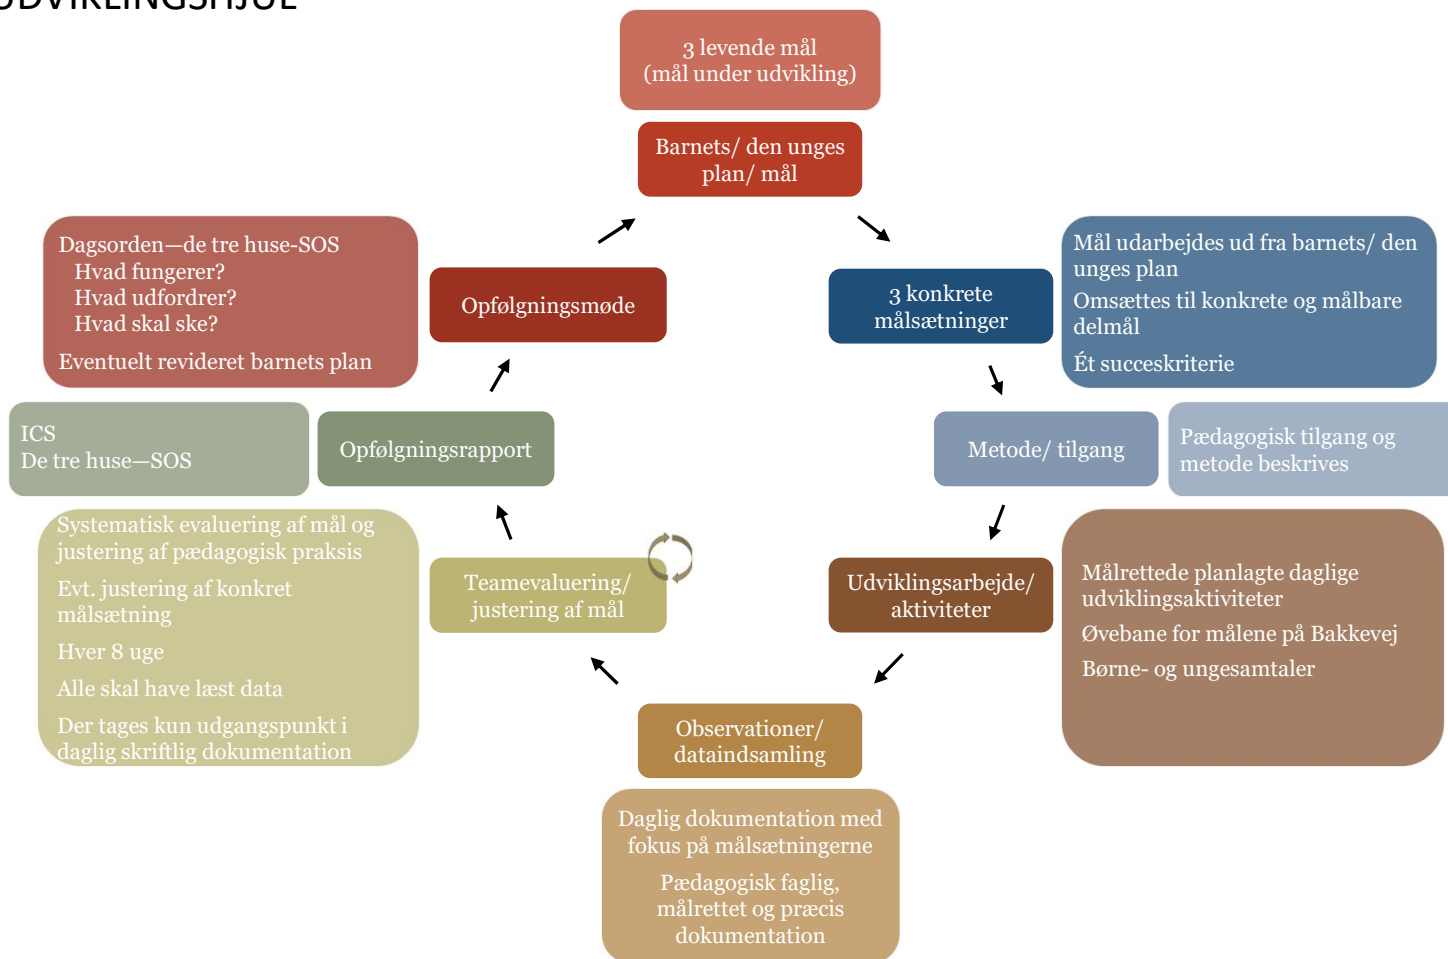 UDVIKLINGSHJUL
3 levende mål
(mål under udvikling)
Barnets/ den unges
plan/ mål
3 konkrete
målsætninger
Mål udarbejdes ud fra barnets/ den
unges plan
Omsættes til konkrete og målbare
delmål
Ét succeskriterie
Metode/ tilgang
Pædagogisk tilgang og
metode beskrives
Udviklingsarbejde/
aktiviteter
Målrettede planlagte daglige
udviklingsaktiviteter
Øvebane for målene på Bakkevej
Børne- og ungesamtaler
Observationer/
dataindsamling
Daglig dokumentation med
fokus på målsætningerne
Pædagogisk faglig,
målrettet og præcis
dokumentation
Teamevaluering/
justering af mål
Systematisk evaluering af mål og
justering af pædagogisk praksis
Evt. justering af konkret
målsætning
Hver 8 uge
Alle skal have læst data
Der tages kun udgangspunkt i
daglig skriftlig dokumentation
Opfølgningsrapport
ICS
De tre huse—SOS
Opfølgningsmøde
Dagsorden—de tre huse-SOS
Hvad fungerer?
Hvad udfordrer?
Hvad skal ske?
Eventuelt revideret barnets plan